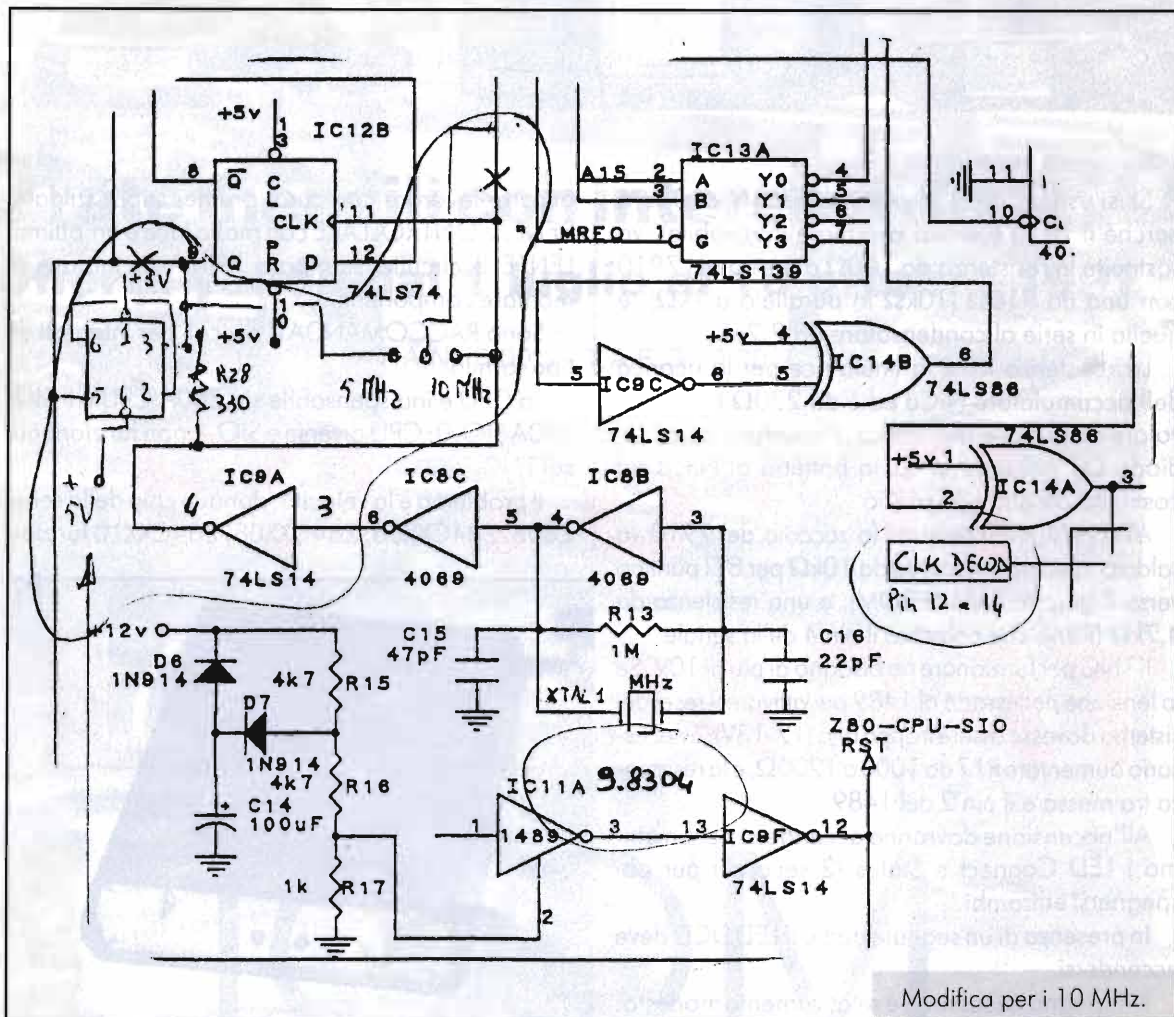 +5v
1
3
IC12B
8
Q
C
CLK
11
Q
P
R
D
12
74LS74
10
+5v
6
1
3
5
2
R28
330
5 MHz
10 MHz
+5V
IC13A
A15
2
3
A
B
G
Y0
Y1
Y2
Y3
4
5
6
7
MREQ
74LS139
11
10
40.
+5v
4
5
IC9C
6
5
IC14B
6
74LS14
74LS86
74LS86
+5v
1
2
IC14A
3
CLK DEWA
Pin 12 e 14
IC9A
4
3
74LS14
IC8C
6
5
4069
IC8B
4
3
4069
+12v
D6
1N914
4k7
R15
C15
47pF
R13
1M
C16
22pF
XTAL1
MHz
D7
1N914
4k7
R16
C14
100uF
1k
R17
IC11A
9.8304
1
1489
3
2
13
IC9F
12
74LS14
Z80-CPU-SIO
RST
Modifica per i 10 MHz.